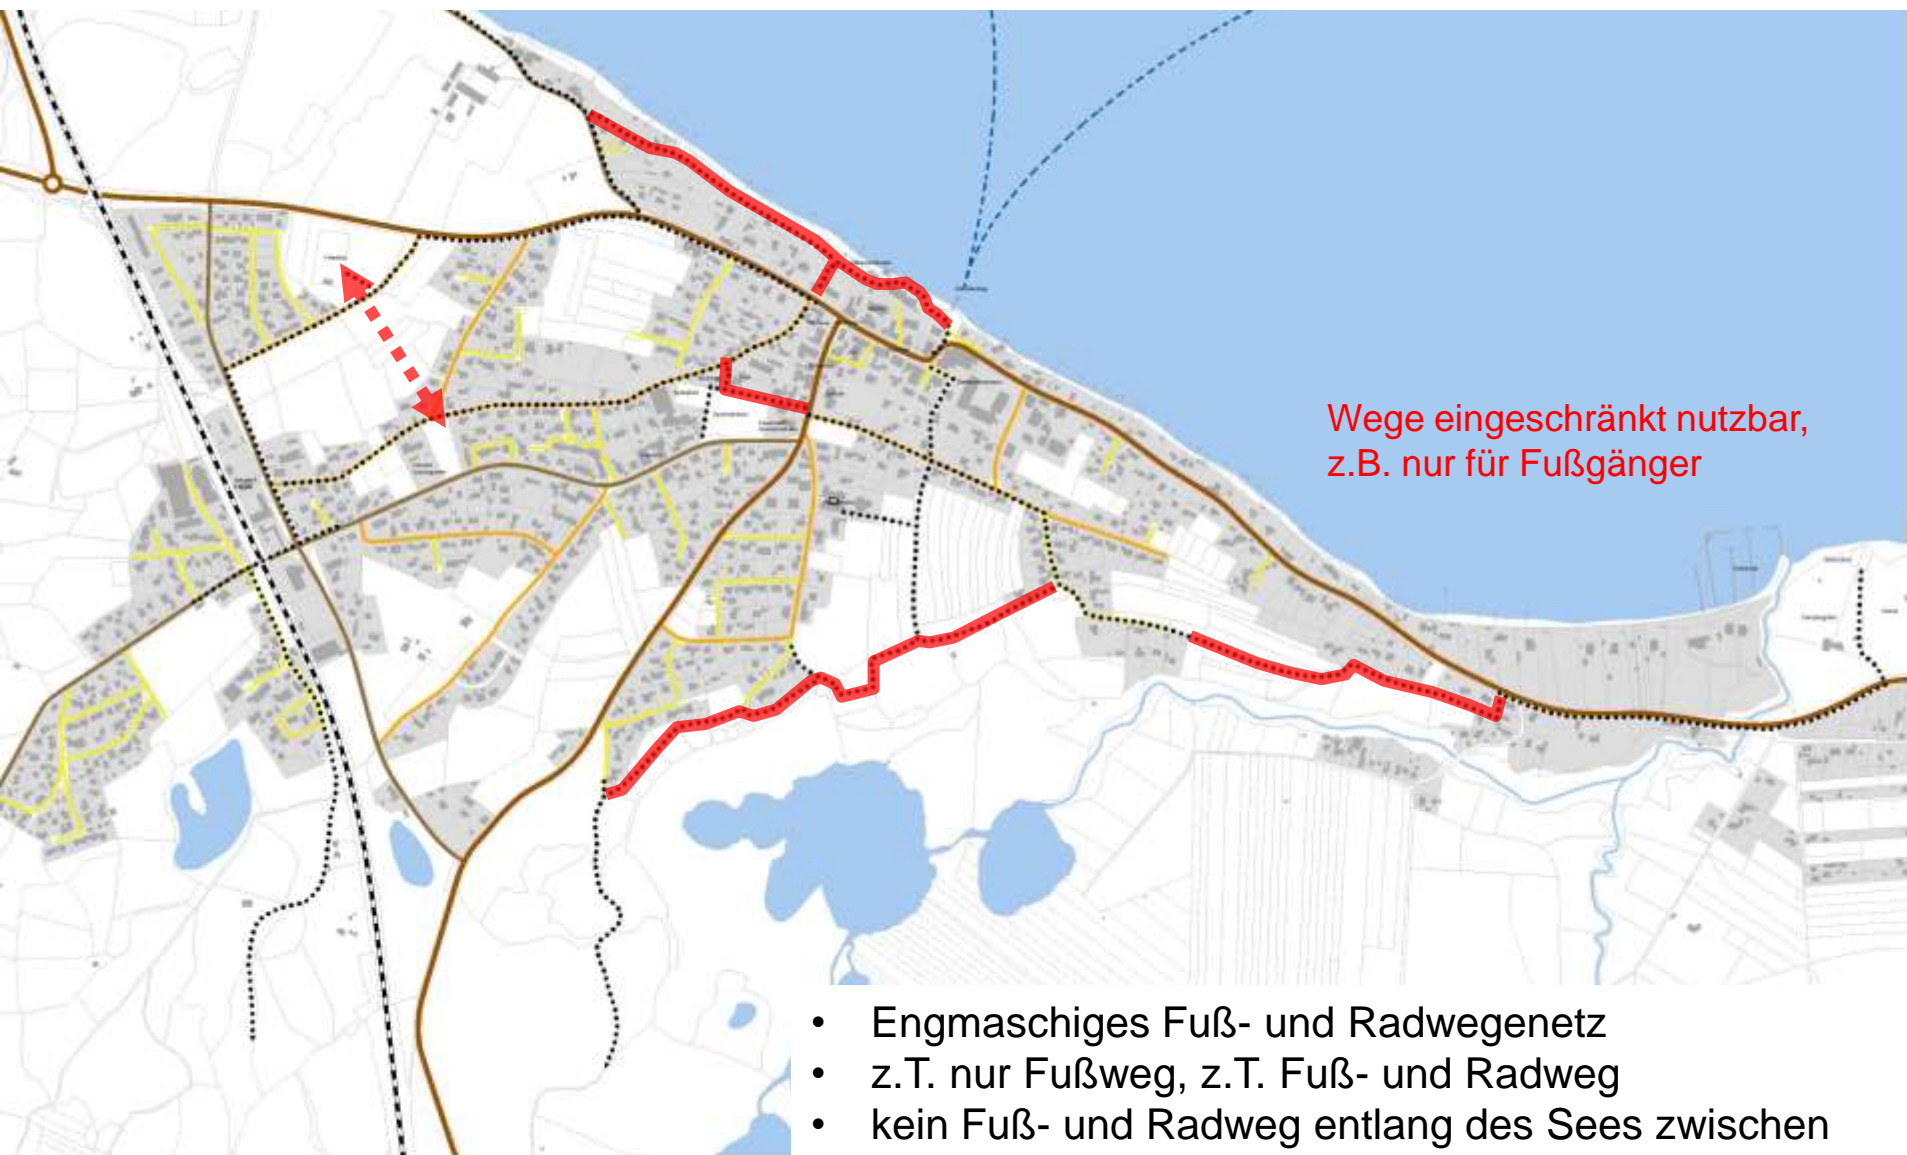 Wege eingeschränkt nutzbar,
z.B. nur für Fußgänger
• Engmaschiges Fuß- und Radwegenetz
• z.T. nur Fußweg, z.T. Fuß- und Radweg
• kein Fuß- und Radweg entlang des Sees zwischen